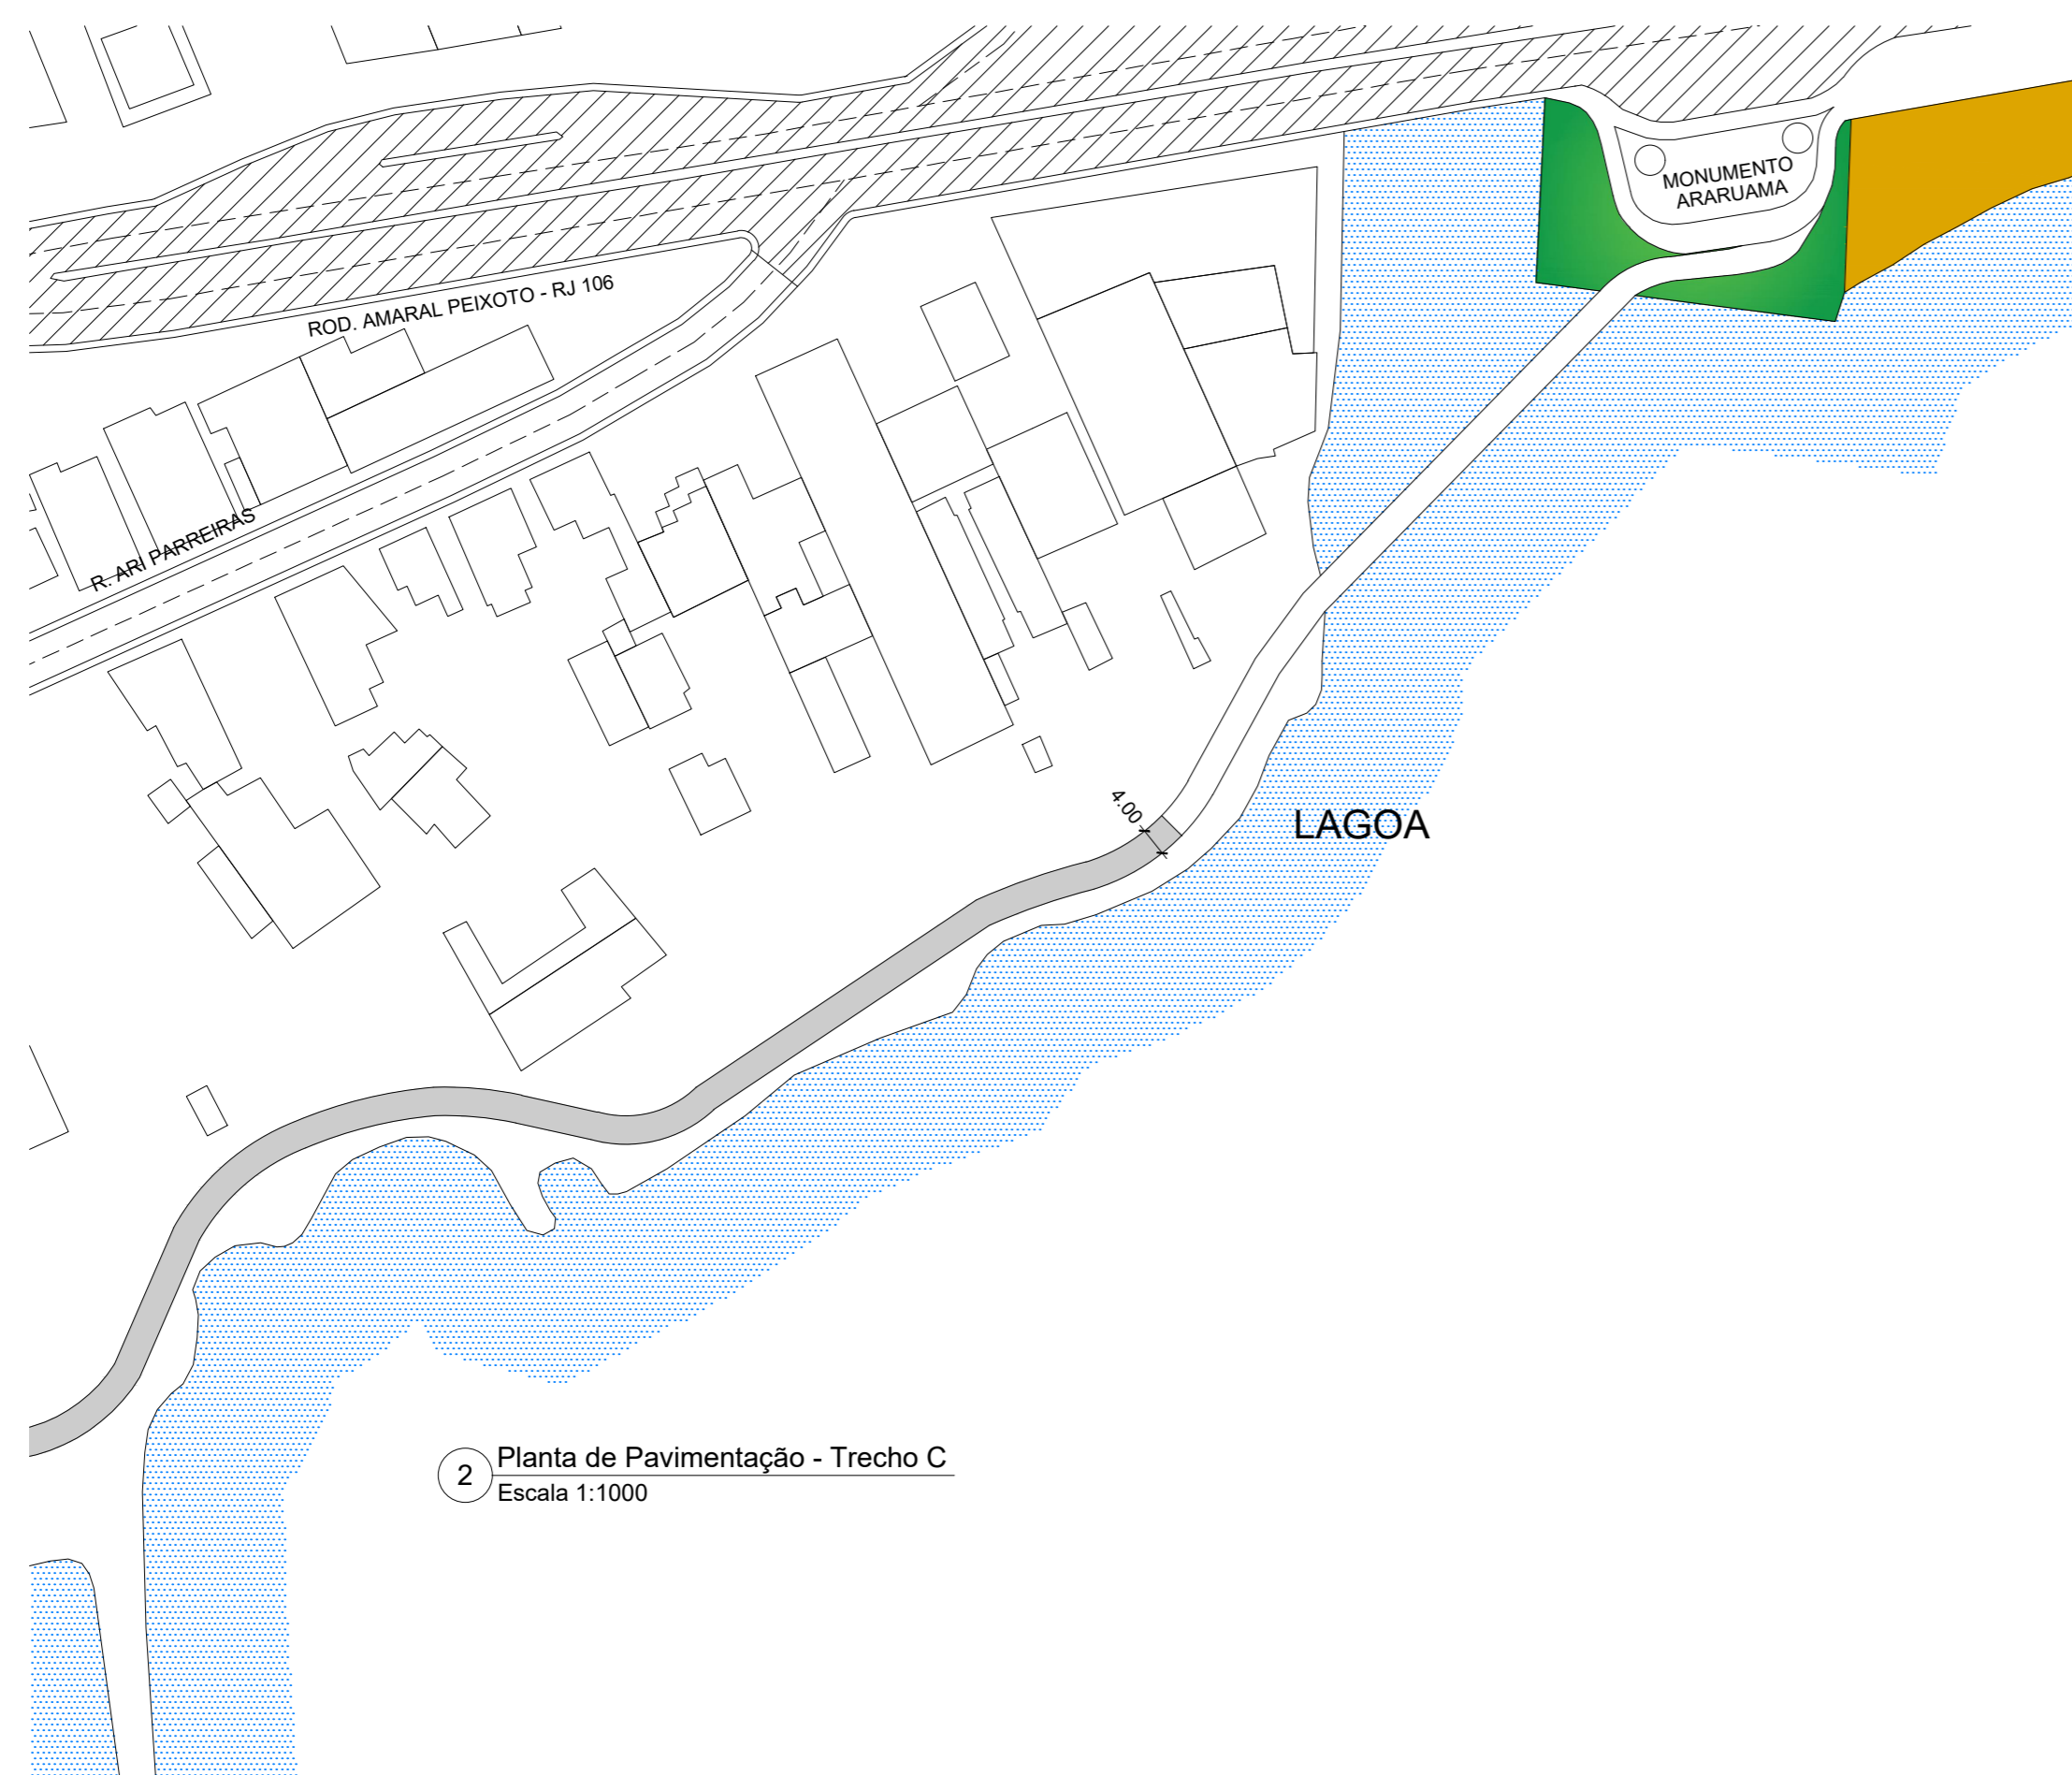 MONUMENTO
ARARUAMA
ROD. AMARAL PEIXOTO - RJ 106
R. ARI PARREIRAS
4.00
LAGOA
2
Planta de Pavimentação - Trecho C
Escala 1:1000